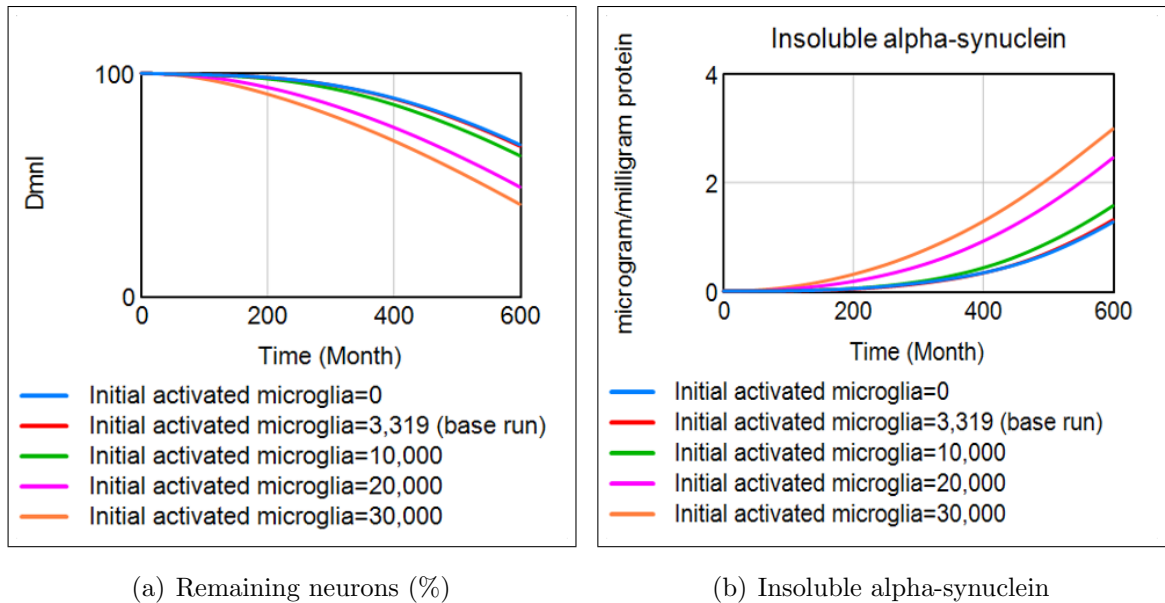 100
Dmnl
0
0
200
400
600
Time (Month)
Initial activated microglia=0
Initial activated microglia=3,319 (base run)
Initial activated microglia=10,000
Initial activated microglia=20,000
Initial activated microglia=30,000
(a) Remaining neurons (%)
Insoluble alpha-synuclein
microgram/milligram protein
4
2
0
0
200
400
600
Time (Month)
Initial activated microglia=0
Initial activated microglia=3,319 (base run)
Initial activated microglia=10,000
Initial activated microglia=20,000
Initial activated microglia=30,000
(b) Insoluble alpha-synuclein